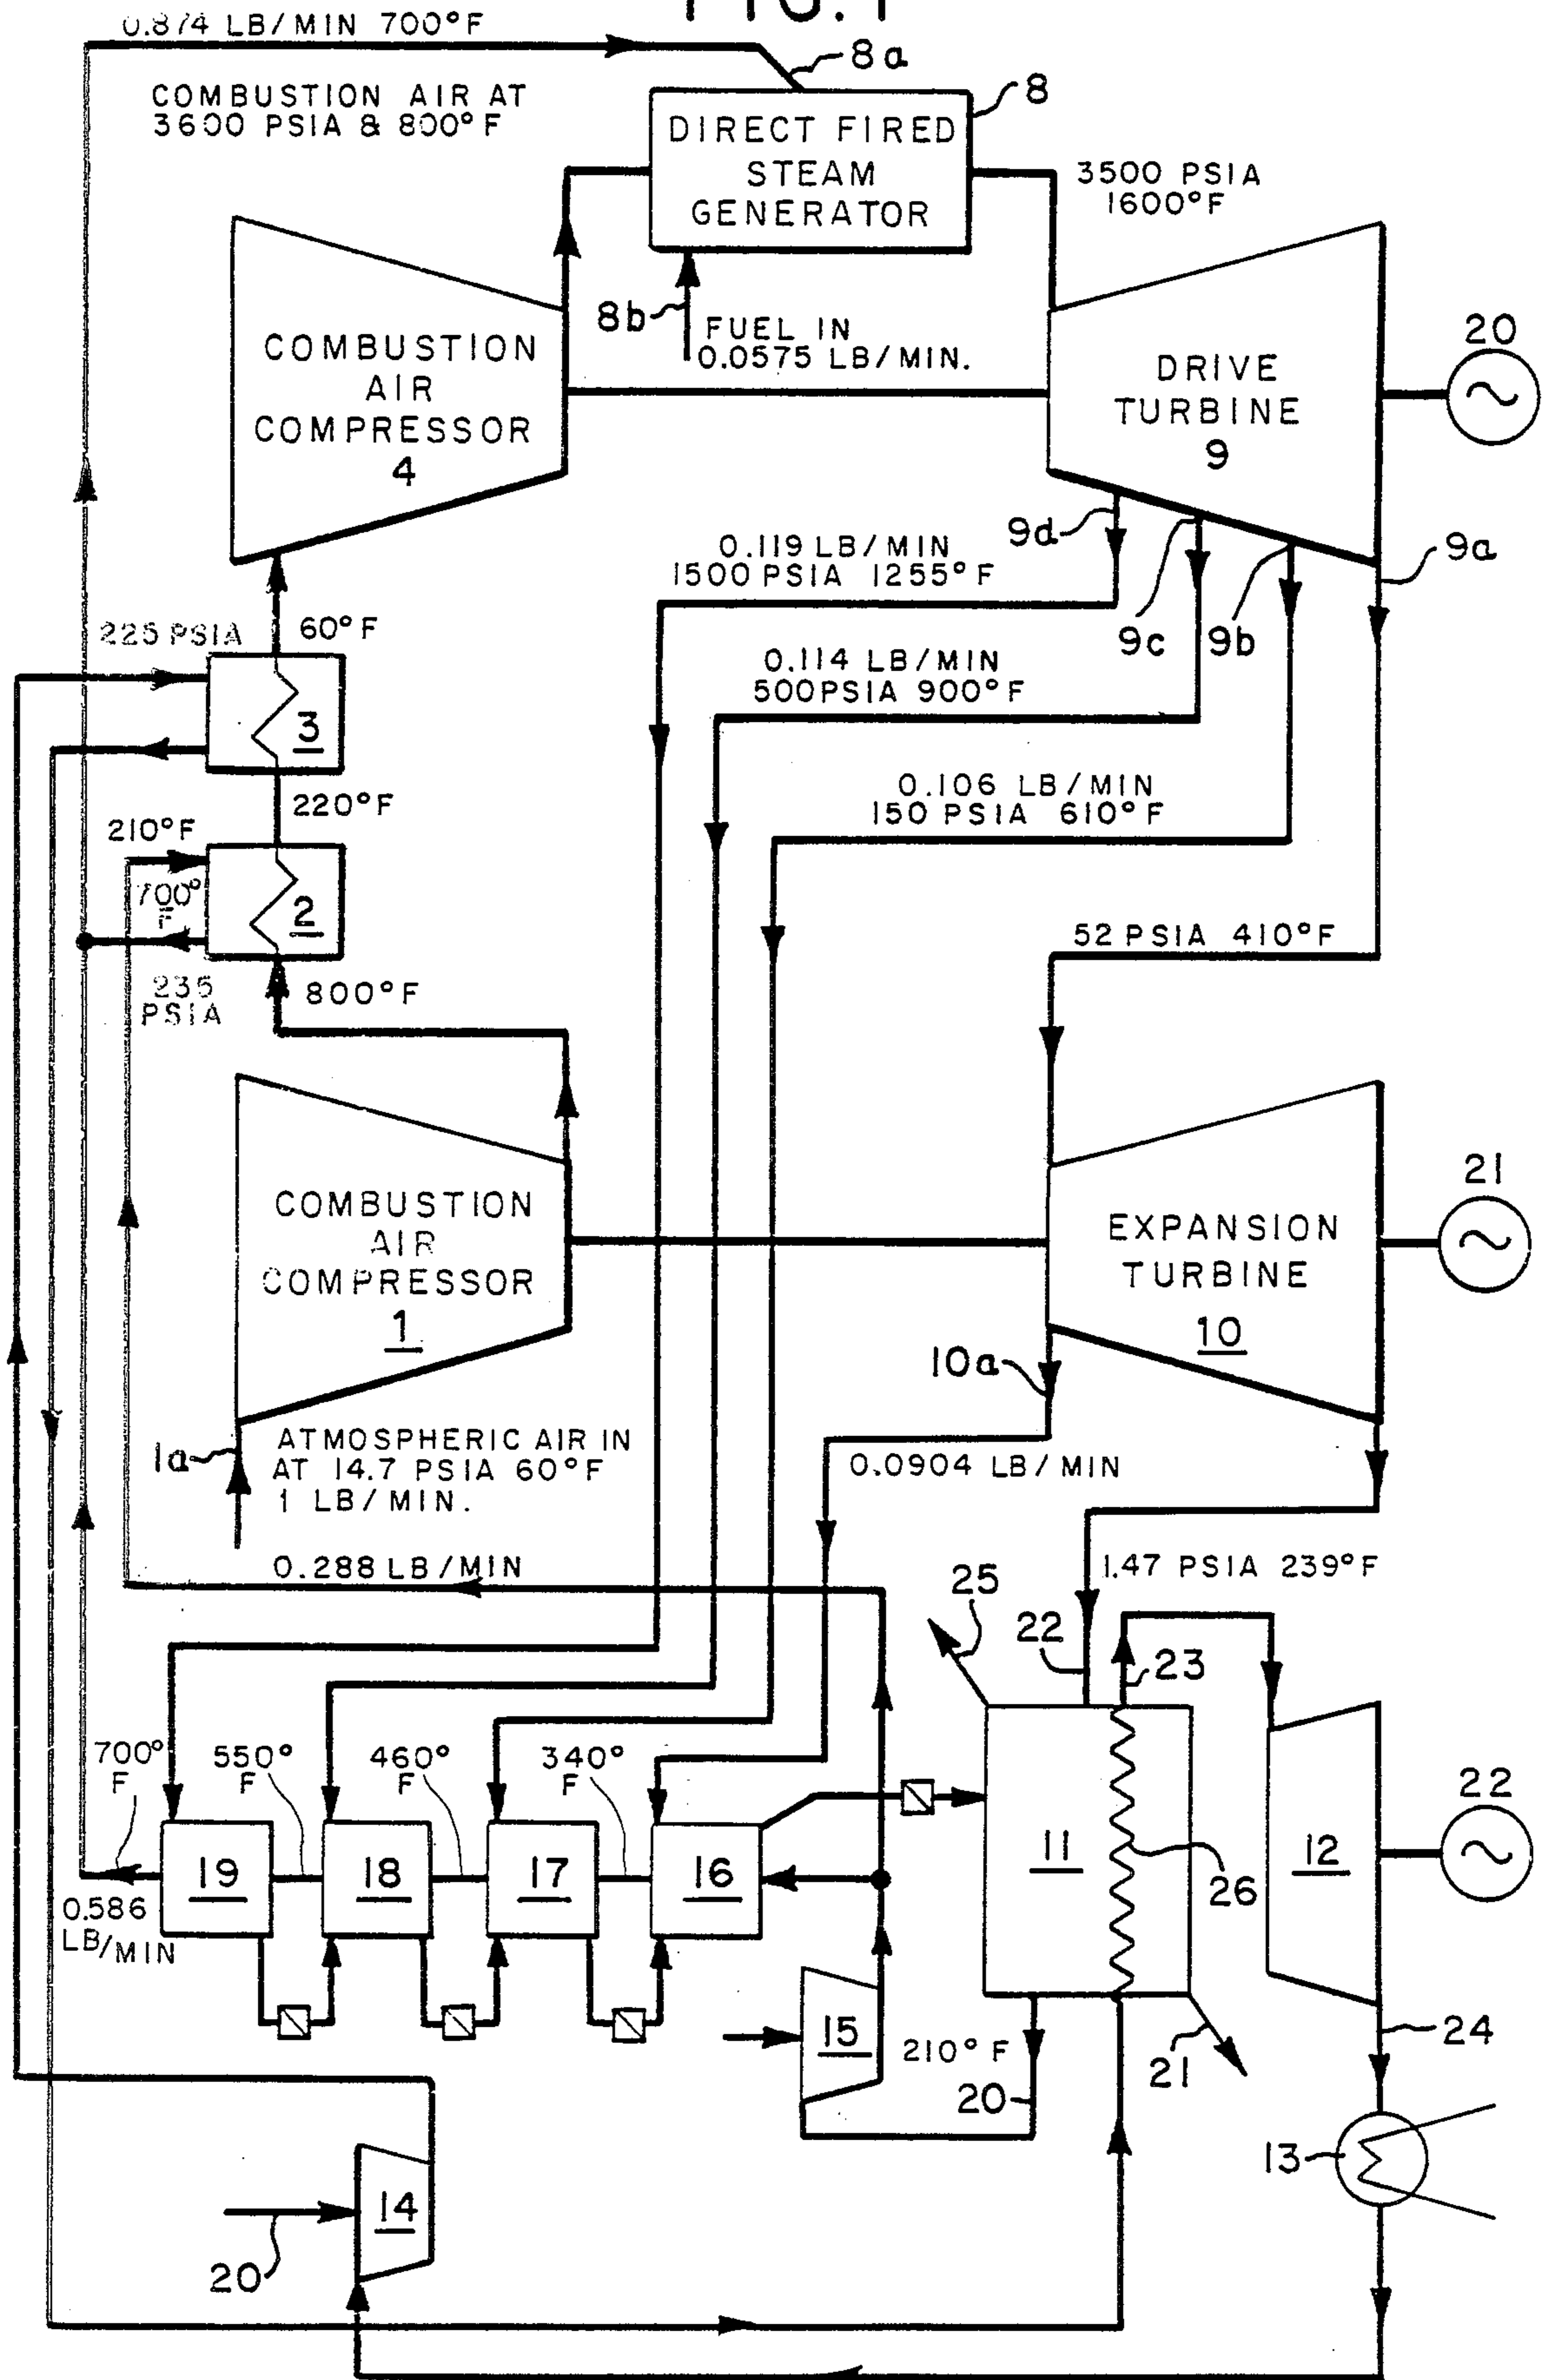 FIG. 1
0.874 LB/MIN 700°F
8a
COMBUSTION AIR AT
3600 PSIA & 800°F
8
DIRECT FIRED
STEAM
GENERATOR
3500 PSIA
1600°F
8b
FUEL IN
0.0575 LB/MIN.
COMBUSTION
AIR
COMPRESSOR
4
DRIVE
TURBINE
9
20
9d
9c
9b
9a
0.119 LB/MIN
1500 PSIA 1255°F
225 PSIA
60°F
0.114 LB/MIN
500PSIA 900°F
3
0.106 LB/MIN
150 PSIA 610°F
220°F
210°F
700°
F
2
52 PSIA 410°F
235
PSIA
800°F
COMBUSTION
AIR
COMPRESSOR
1
EXPANSION
TURBINE
10
21
10a
1a
ATMOSPHERIC AIR IN
AT 14.7 PSIA 60°F
1 LB/MIN.
0.0904 LB/MIN
0.288 LB/MIN
1.47 PSIA 239°F
25
22
23
700°
F
550°
F
460°
F
340°
F
22
19
18
17
16
11
12
26
0.586
LB/MIN
15
210° F
20
21
24
13
14
20